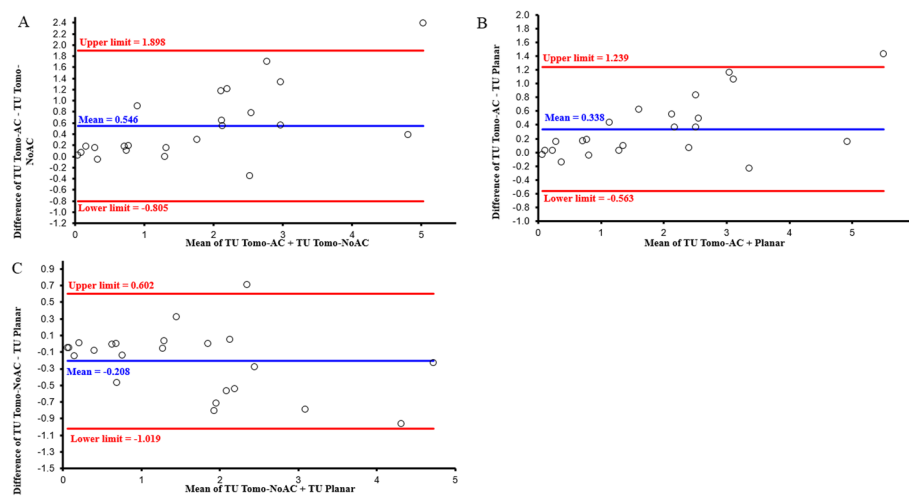 A
Difference of TU Tomo-AC - TU Tomo-
NoAC
2.4
2.2
2.0
1.8
1.6
1.4
1.2
1.0
0.8
0.6
0.4
0.2
0.0
-0.2
-0.4
-0.6
-0.8
-1.0
-1.2
Upper limit = 1.898
Mean = 0.546
Lower limit = -0.805
0 1 2 3 4 5
Mean of TU Tomo-AC + TU Tomo-NoAC
B
Difference of TU Tomo-AC - TU Planar
2.0
1.8
1.6
1.4
1.2
1.0
0.8
0.6
0.4
0.2
0.0
-0.2
-0.4
-0.6
-0.8
1.0
Upper limit = 1.239
Mean = 0.338
Lower limit = -0.563
0 1 2 3 4 5
Mean of TU Tomo-AC + Planar
C
Difference of TU Tomo-NoAC - TU Planar
0.9
0.7
0.5
0.3
0.1
-0.1
-0.3
-0.5
-0.7
-0.9
-1.1
-1.3
-1.5
Upper limit = 0.602
Mean = -0.208
Lower limit = -1.019
0 1 2 3 4 5
Mean of TU Tomo-NoAC + TU Planar